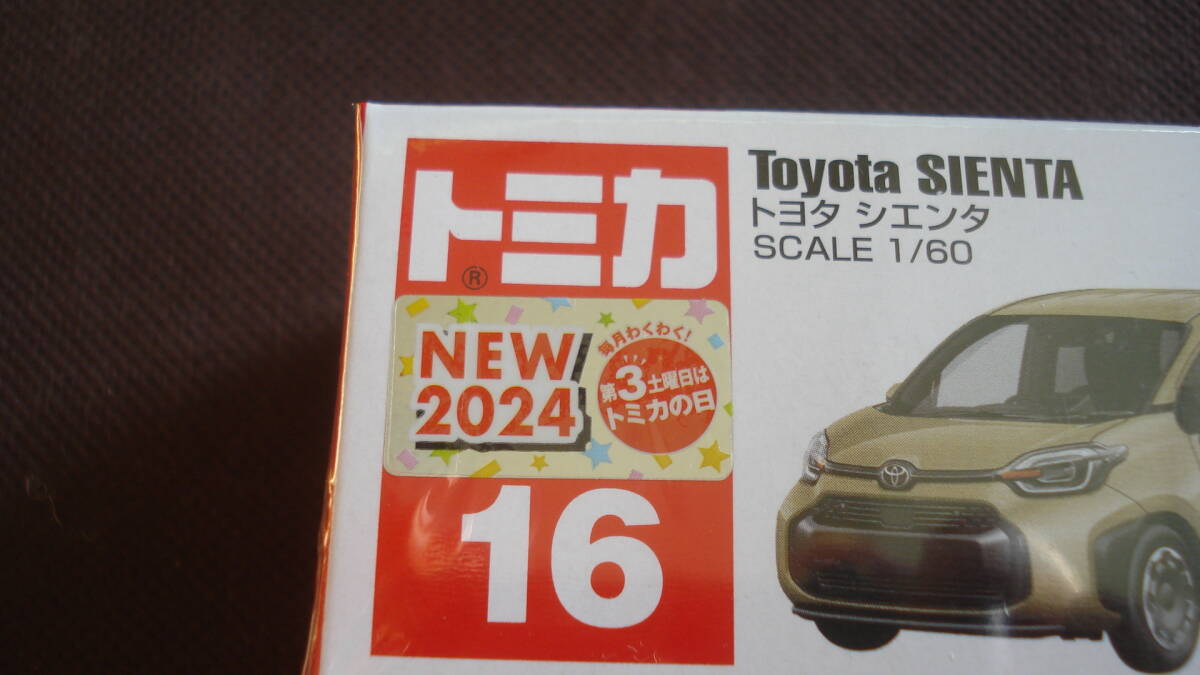 トミカ
®
NEW
2024
毎月わくわく!
第3土曜日は
トミカの日
16
Toyota SIENTA
トヨタ シエンタ
SCALE 1/60